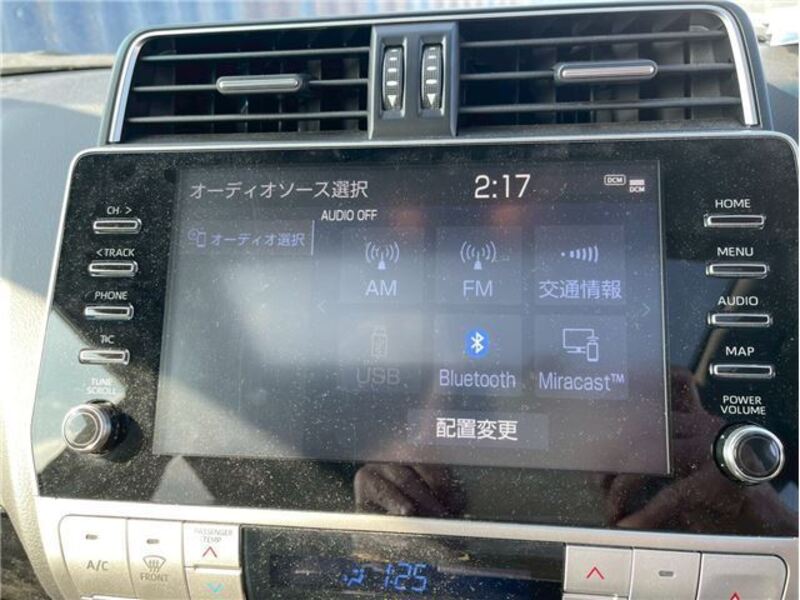 オーディオソース選択
2:17
DCM
DCM
AUDIO OFF
オーディオ選択
AM
FM
交通情報
USB
Bluetooth
Miracast™
配置変更
CH・ >
< TRACK
PHONE
T/C
TUNE
SCROLL
HOME
MENU
AUDIO
MAP
POWER
VOLUME
A/C
FRONT
PASSENGER
TEMP
1:25